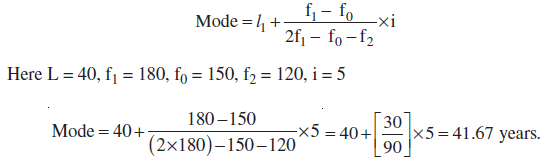 Mode = l₁ + (f₁ – f₀)/(2f₁ – f₀ – f₂) ×i
Here L = 40, f₁ = 180, f₀ = 150, f₂ = 120, i = 5
Mode = 40+ (180–150)/((2×180)–150–120) ×5 = 40+[30/90]×5 = 41.67 years.